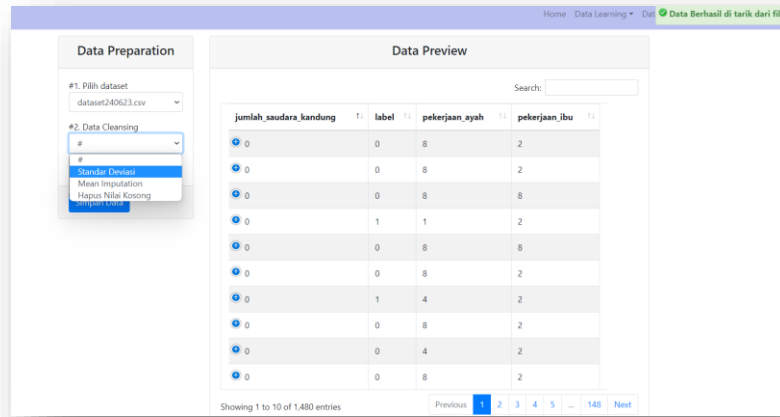 Home Data Learning Dat Data Berhasil di tarik dari fil
Data Preparation
#1. Pilih dataset
dataset240623.csv
#2. Data Cleansing
#
#
Standar Deviasi
Mean Imputation
Hapus Nilai Kosong
Simpan Data
Data Preview
Search:
jumlah_saudara_kandung label pekerjaan_ayah pekerjaan_ibu
0 0 8 2
0 0 8 2
0 0 8 8
0 1 1 2
0 0 8 8
0 0 8 2
0 1 4 2
0 0 8 2
0 0 4 2
0 0 8 2
Showing 1 to 10 of 1,480 entries
Previous 1 2 3 4 5 ... 148 Next